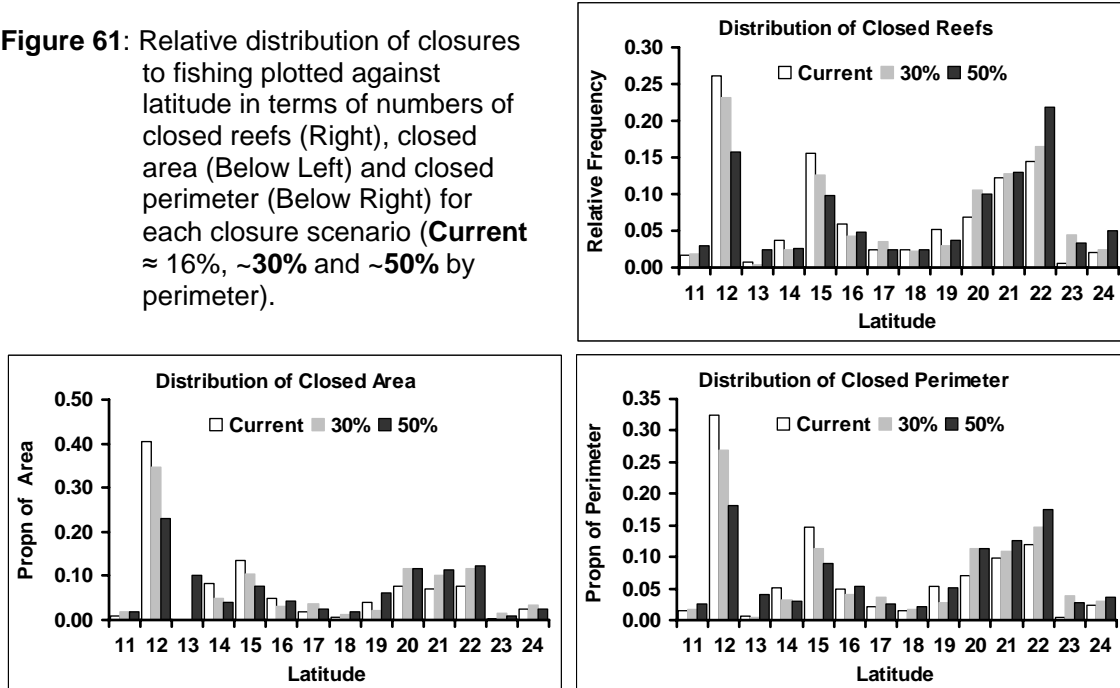 Figure 61: Relative distribution of closures
to fishing plotted against
latitude in terms of numbers of
closed reefs (Right), closed
area (Below Left) and closed
perimeter (Below Right) for
each closure scenario (Current
≈ 16%, ~30% and ~50% by
perimeter).
Distribution of Closed Reefs
Current 30% 50%
Relative Frequency
0.30
0.25
0.20
0.15
0.10
0.05
0.00
11 12 13 14 15 16 17 18 19 20 21 22 23 24
Latitude
Distribution of Closed Area
Current 30% 50%
Propn of Area
0.50
0.40
0.30
0.20
0.10
0.00
11 12 13 14 15 16 17 18 19 20 21 22 23 24
Latitude
Distribution of Closed Perimeter
Current 30% 50%
Propn of Perimeter
0.35
0.30
0.25
0.20
0.15
0.10
0.05
0.00
11 12 13 14 15 16 17 18 19 20 21 22 23 24
Latitude